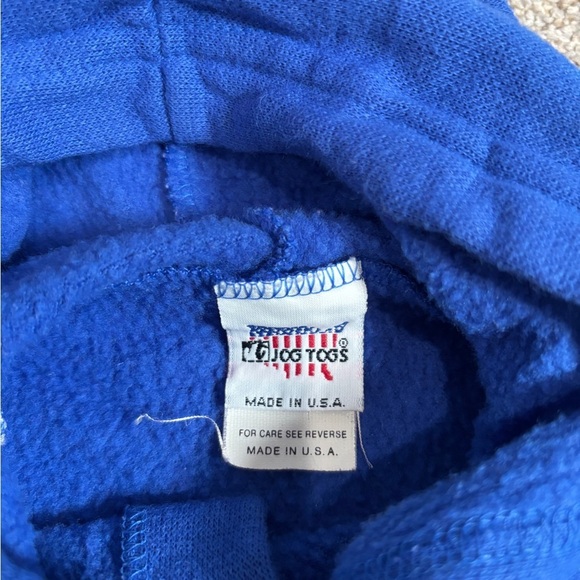 JOG TOGS®
MADE IN U.S.A.
FOR CARE SEE REVERSE
MADE IN U.S.A.